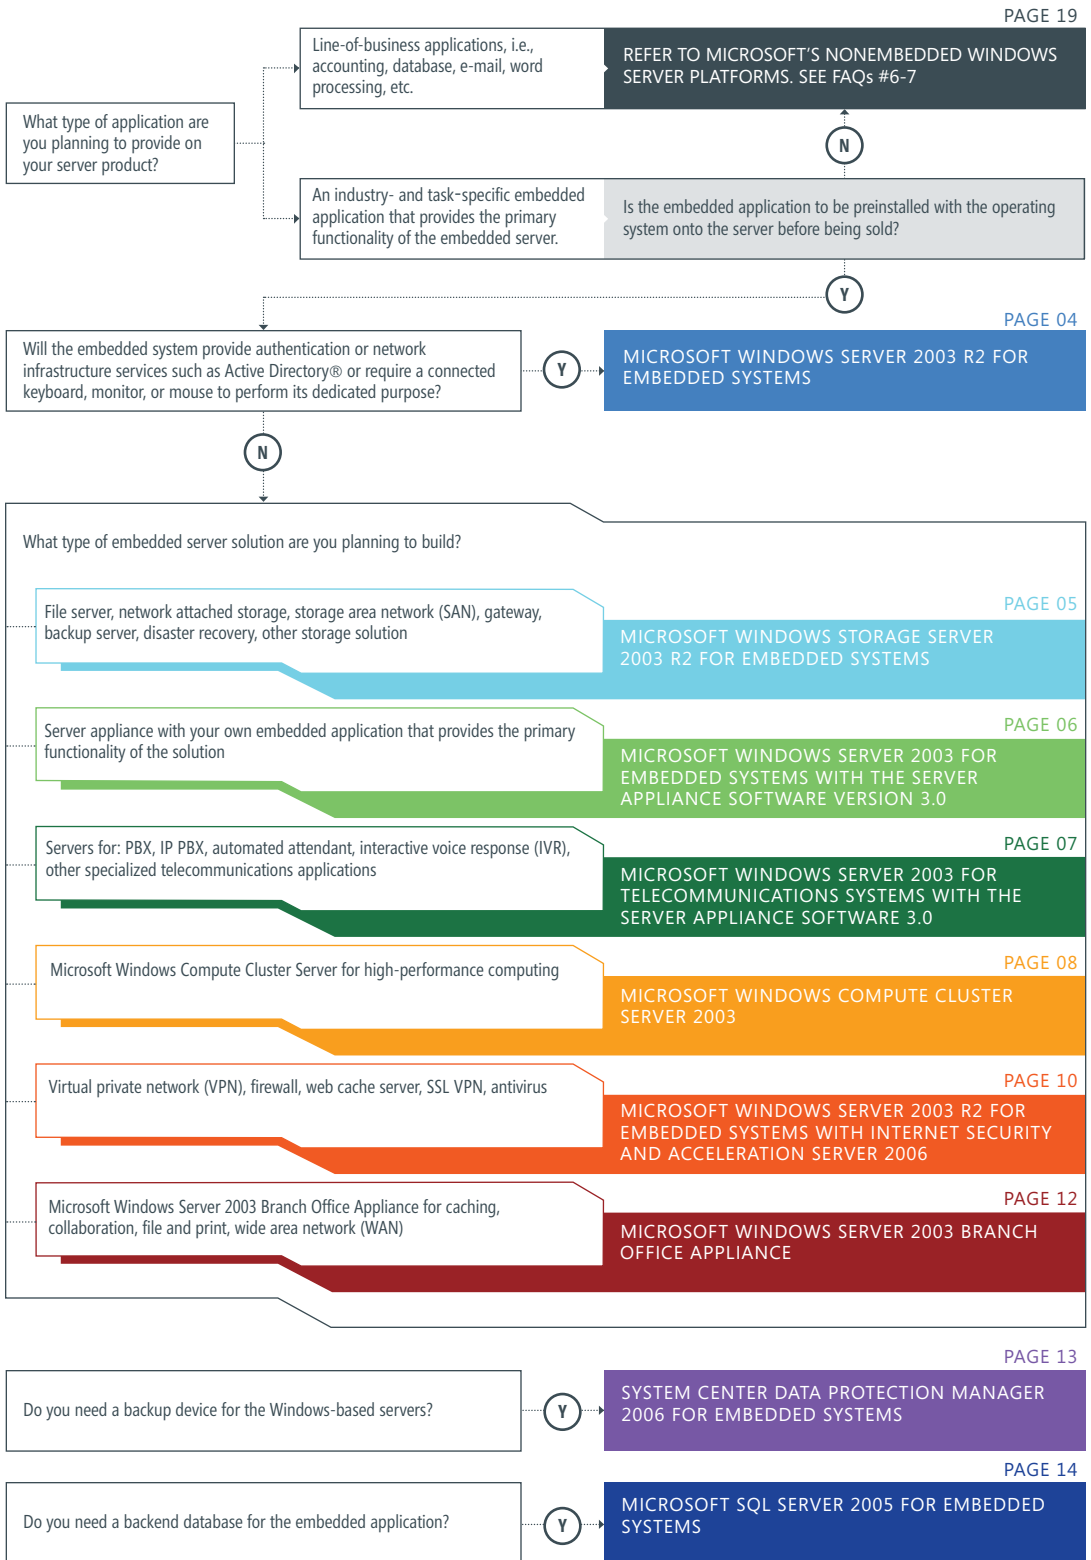 PAGE 19
Line-of-business applications, i.e.,
accounting, database, e-mail, word
processing, etc.
REFER TO MICROSOFT'S NONEMBEDDED WINDOWS
SERVER PLATFORMS. SEE FAQs #6-7
What type of application are
you planning to provide on
your server product?
N
An industry- and task-specific embedded
application that provides the primary
functionality of the embedded server.
Is the embedded application to be preinstalled with the operating
system onto the server before being sold?
Y
PAGE 04
Will the embedded system provide authentication or network
infrastructure services such as Active Directory® or require a connected
keyboard, monitor, or mouse to perform its dedicated purpose?
Y
MICROSOFT WINDOWS SERVER 2003 R2 FOR
EMBEDDED SYSTEMS
N
What type of embedded server solution are you planning to build?
File server, network attached storage, storage area network (SAN), gateway,
backup server, disaster recovery, other storage solution
PAGE 05
MICROSOFT WINDOWS STORAGE SERVER
2003 R2 FOR EMBEDDED SYSTEMS
Server appliance with your own embedded application that provides the primary
functionality of the solution
PAGE 06
MICROSOFT WINDOWS SERVER 2003 FOR
EMBEDDED SYSTEMS WITH THE SERVER
APPLIANCE SOFTWARE VERSION 3.0
Servers for: PBX, IP PBX, automated attendant, interactive voice response (IVR),
other specialized telecommunications applications
PAGE 07
MICROSOFT WINDOWS SERVER 2003 FOR
TELECOMMUNICATIONS SYSTEMS WITH THE
SERVER APPLIANCE SOFTWARE 3.0
Microsoft Windows Compute Cluster Server for high-performance computing
PAGE 08
MICROSOFT WINDOWS COMPUTE CLUSTER
SERVER 2003
Virtual private network (VPN), firewall, web cache server, SSL VPN, antivirus
PAGE 10
MICROSOFT WINDOWS SERVER 2003 R2 FOR
EMBEDDED SYSTEMS WITH INTERNET SECURITY
AND ACCELERATION SERVER 2006
Microsoft Windows Server 2003 Branch Office Appliance for caching,
collaboration, file and print, wide area network (WAN)
PAGE 12
MICROSOFT WINDOWS SERVER 2003 BRANCH
OFFICE APPLIANCE
PAGE 13
Do you need a backup device for the Windows-based servers?
Y
SYSTEM CENTER DATA PROTECTION MANAGER
2006 FOR EMBEDDED SYSTEMS
PAGE 14
Do you need a backend database for the embedded application?
Y
MICROSOFT SQL SERVER 2005 FOR EMBEDDED
SYSTEMS